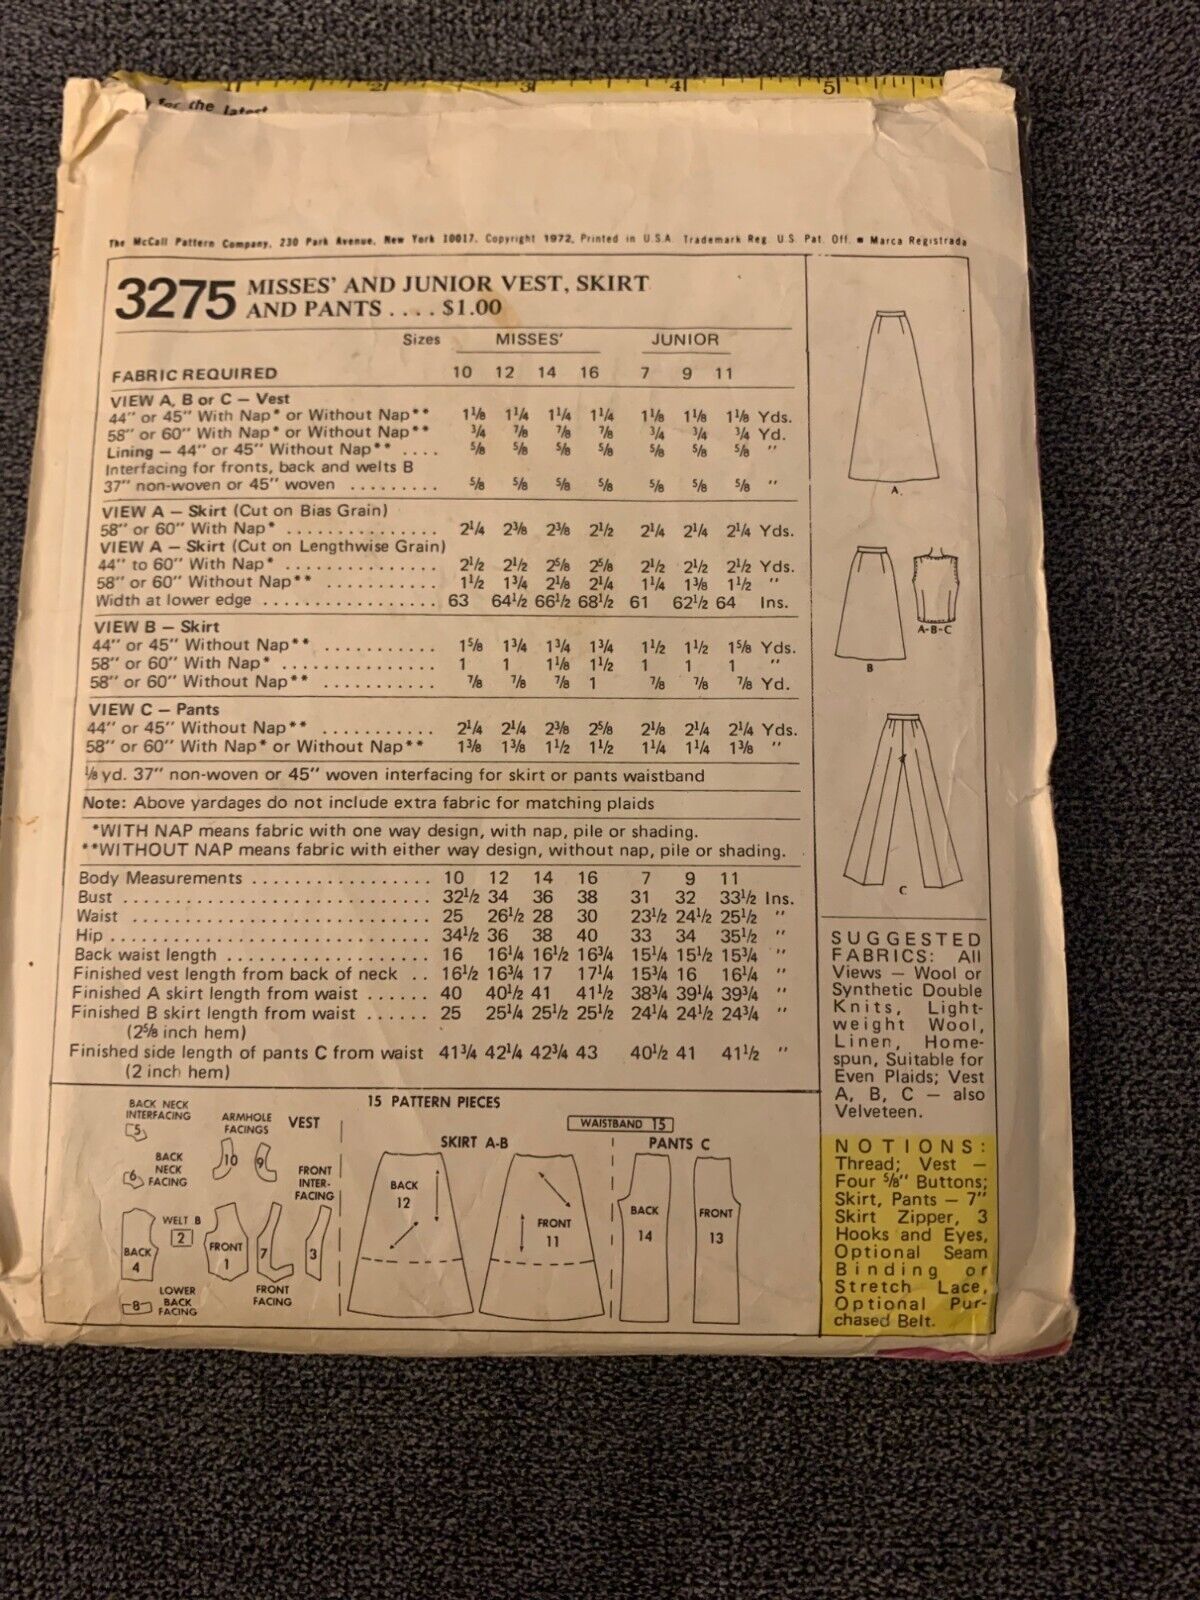 1 2 3 4 5
for the latest
The McCall Pattern Company, 230 Park Avenue, New York 10017. Copyright 1972, Printed in U.S.A. Trademark Reg. U.S. Pat. Off. ■ Marca Registrada
3275 MISSES' AND JUNIOR VEST, SKIRT
AND PANTS . . . . $1.00
Sizes MISSES' JUNIOR
FABRIC REQUIRED 10 12 14 16 7 9 11
VIEW A, B or C – Vest
44" or 45" With Nap* or Without Nap** 1⅛ 1¼ 1¼ 1¼ 1⅛ 1⅛ 1⅛ Yds.
58" or 60" With Nap* or Without Nap** ¾ ⅞ ⅞ ⅞ ¾ ¾ ¾ Yd.
Lining – 44" or 45" Without Nap** . . . . ⅝ ⅝ ⅝ ⅝ ⅝ ⅝ ⅝ "
Interfacing for fronts, back and welts B
37" non-woven or 45" woven . . . . . . . . . ⅝ ⅝ ⅝ ⅝ ⅝ ⅝ ⅝ "
VIEW A – Skirt (Cut on Bias Grain)
58" or 60" With Nap* . . . . . . . . . . . . . . . 2¼ 2⅜ 2⅜ 2½ 2¼ 2¼ 2¼ Yds.
VIEW A – Skirt (Cut on Lengthwise Grain)
44" to 60" With Nap* . . . . . . . . . . . . . . . 2½ 2½ 2⅝ 2⅝ 2½ 2½ 2½ Yds.
58" or 60" Without Nap** . . . . . . . . . . . 1½ 1¾ 2⅛ 2¼ 1¼ 1⅜ 1½ "
Width at lower edge . . . . . . . . . . . . . . . . 63 64½ 66½ 68½ 61 62½ 64 Ins.
VIEW B – Skirt
44" or 45" Without Nap** . . . . . . . . . . . 1⅝ 1¾ 1¾ 1¾ 1½ 1½ 1⅝ Yds.
58" or 60" With Nap* . . . . . . . . . . . . . . 1 1 1⅛ 1½ 1 1 1 "
58" or 60" Without Nap** . . . . . . . . . . . ⅞ ⅞ ⅞ 1 ⅞ ⅞ ⅞ Yd.
VIEW C – Pants
44" or 45" Without Nap** . . . . . . . . . . . 2¼ 2¼ 2⅜ 2⅝ 2⅛ 2¼ 2¼ Yds.
58" or 60" With Nap* or Without Nap** 1⅜ 1⅜ 1½ 1½ 1¼ 1¼ 1⅜ "
⅛ yd. 37" non-woven or 45" woven interfacing for skirt or pants waistband
Note: Above yardages do not include extra fabric for matching plaids
*WITH NAP means fabric with one way design, with nap, pile or shading.
**WITHOUT NAP means fabric with either way design, without nap, pile or shading.
Body Measurements . . . . . . . . . . . . . . . . . 10 12 14 16 7 9 11
Bust . . . . . . . . . . . . . . . . . . . . . . . . . . . . . 32½ 34 36 38 31 32 33½ Ins.
Waist . . . . . . . . . . . . . . . . . . . . . . . . . . . . 25 26½ 28 30 23½ 24½ 25½ "
Hip . . . . . . . . . . . . . . . . . . . . . . . . . . . . . . 34½ 36 38 40 33 34 35½ "
Back waist length . . . . . . . . . . . . . . . . . . . 16 16¼ 16½ 16¾ 15¼ 15½ 15¾ "
Finished vest length from back of neck . . 16½ 16¾ 17 17¼ 15¾ 16 16¼ "
Finished A skirt length from waist . . . . . . 40 40½ 41 41½ 38¾ 39¼ 39¾ "
Finished B skirt length from waist . . . . . . 25 25¼ 25½ 25½ 24¼ 24½ 24¾ "
(2⅝ inch hem)
Finished side length of pants C from waist 41¾ 42¼ 42¾ 43 40½ 41 41½ "
(2 inch hem)
A.
B
A-B-C
C
SUGGESTED
FABRICS: All
Views – Wool or
Synthetic Double
Knits, Light-
weight Wool,
Linen, Home-
spun, Suitable for
Even Plaids; Vest
A, B, C – also
Velveteen.
NOTIONS:
Thread; Vest –
Four ⅝" Buttons;
Skirt, Pants – 7"
Skirt Zipper, 3
Hooks and Eyes,
Optional Seam
Binding or
Stretch Lace,
Optional Pur-
chased Belt.
15 PATTERN PIECES
BACK NECK
INTERFACING
5
ARMHOLE
FACINGS
10 9
VEST
BACK
NECK
FACING
6
FRONT
INTER-
FACING
3
WELT B
2
BACK
4
FRONT
1
7
FRONT
FACING
LOWER
BACK
FACING
8
SKIRT A-B
BACK
12
FRONT
11
WAISTBAND 15
PANTS C
BACK
14
FRONT
13